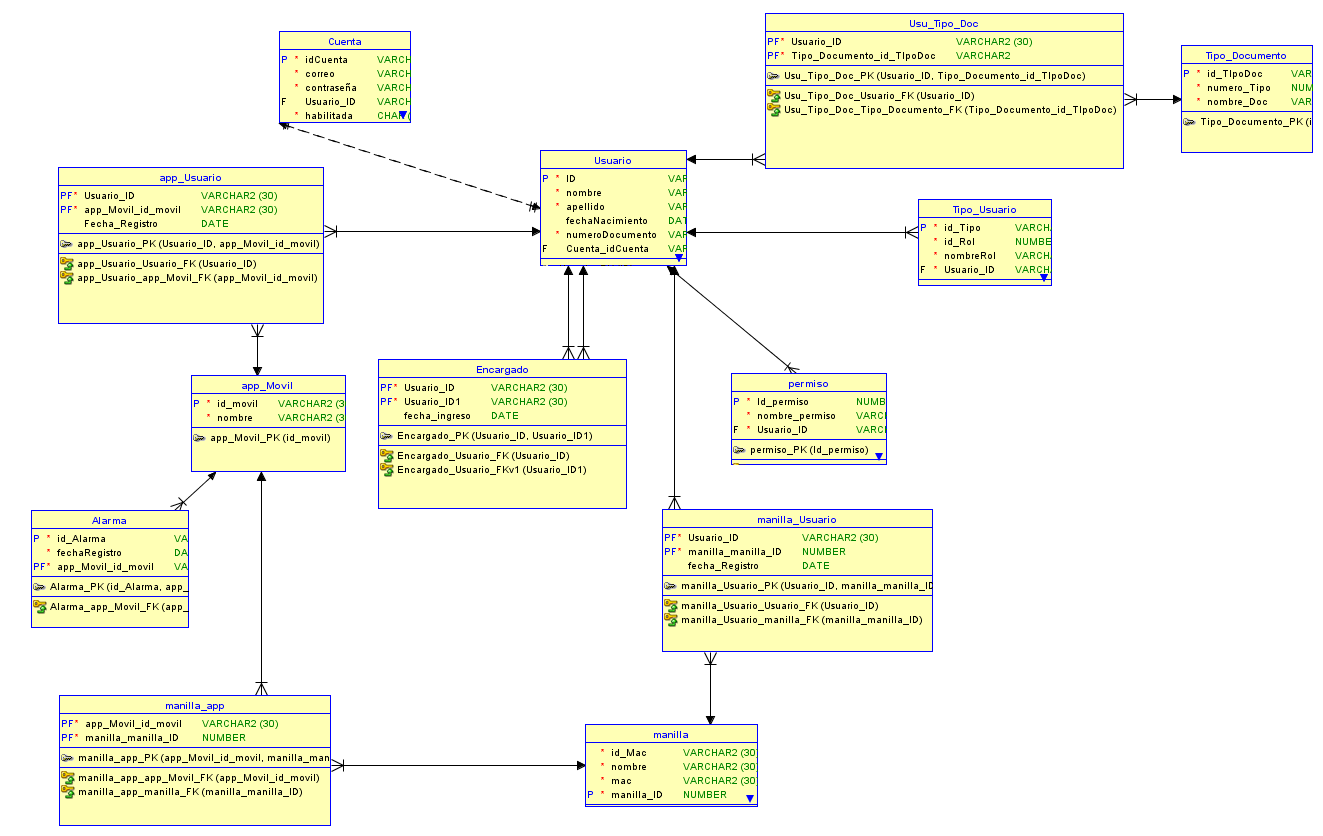 Cuenta
P * idCuenta VARCH
* correo VARCH
* contraseña VARCH
F Usuario_ID VARCH
* habilitada CHAR(
Usu_Tipo_Doc
PF* Usuario_ID VARCHAR2 (30)
PF* Tipo_Documento_id_TIpoDoc VARCHAR2
Usu_Tipo_Doc_PK (Usuario_ID, Tipo_Documento_id_TIpoDoc)
Usu_Tipo_Doc_Usuario_FK (Usuario_ID)
Usu_Tipo_Doc_Tipo_Documento_FK (Tipo_Documento_id_TIpoDoc)
Tipo_Documento
P * id_TIpoDoc VAR
* numero_Tipo NUM
* nombre_Doc VAR
Tipo_Documento_PK (i
app_Usuario
PF* Usuario_ID VARCHAR2 (30)
PF* app_Movil_id_movil VARCHAR2 (30)
Fecha_Registro DATE
app_Usuario_PK (Usuario_ID, app_Movil_id_movil)
app_Usuario_Usuario_FK (Usuario_ID)
app_Usuario_app_Movil_FK (app_Movil_id_movil)
Usuario
P * ID VAR
* nombre VAR
* apellido VAR
fechaNacimiento DAT
* numeroDocumento VAR
F Cuenta_idCuenta VAR
Tipo_Usuario
P * id_Tipo VARCH
* id_Rol NUMBE
* nombreRol VARCH
F * Usuario_ID VARCH
app_Movil
P * id_movil VARCHAR2 (3
* nombre VARCHAR2 (3
app_Movil_PK (id_movil)
Encargado
PF* Usuario_ID VARCHAR2 (30)
PF* Usuario_ID1 VARCHAR2 (30)
fecha_ingreso DATE
Encargado_PK (Usuario_ID, Usuario_ID1)
Encargado_Usuario_FK (Usuario_ID)
Encargado_Usuario_FKv1 (Usuario_ID1)
permiso
P * Id_permiso NUMB
* nombre_permiso VARC
F * Usuario_ID VARC
permiso_PK (Id_permiso)
Alarma
P * id_Alarma VA
* fechaRegistro DA
PF* app_Movil_id_movil VA
Alarma_PK (id_Alarma, app_
Alarma_app_Movil_FK (app_
manilla_Usuario
PF* Usuario_ID VARCHAR2 (30)
PF* manilla_manilla_ID NUMBER
fecha_Registro DATE
manilla_Usuario_PK (Usuario_ID, manilla_manilla_ID
manilla_Usuario_Usuario_FK (Usuario_ID)
manilla_Usuario_manilla_FK (manilla_manilla_ID)
manilla_app
PF* app_Movil_id_movil VARCHAR2 (30)
PF* manilla_manilla_ID NUMBER
manilla_app_PK (app_Movil_id_movil, manilla_man
manilla_app_app_Movil_FK (app_Movil_id_movil)
manilla_app_manilla_FK (manilla_manilla_ID)
manilla
* id_Mac VARCHAR2 (30
* nombre VARCHAR2 (30
* mac VARCHAR2 (30
P * manilla_ID NUMBER